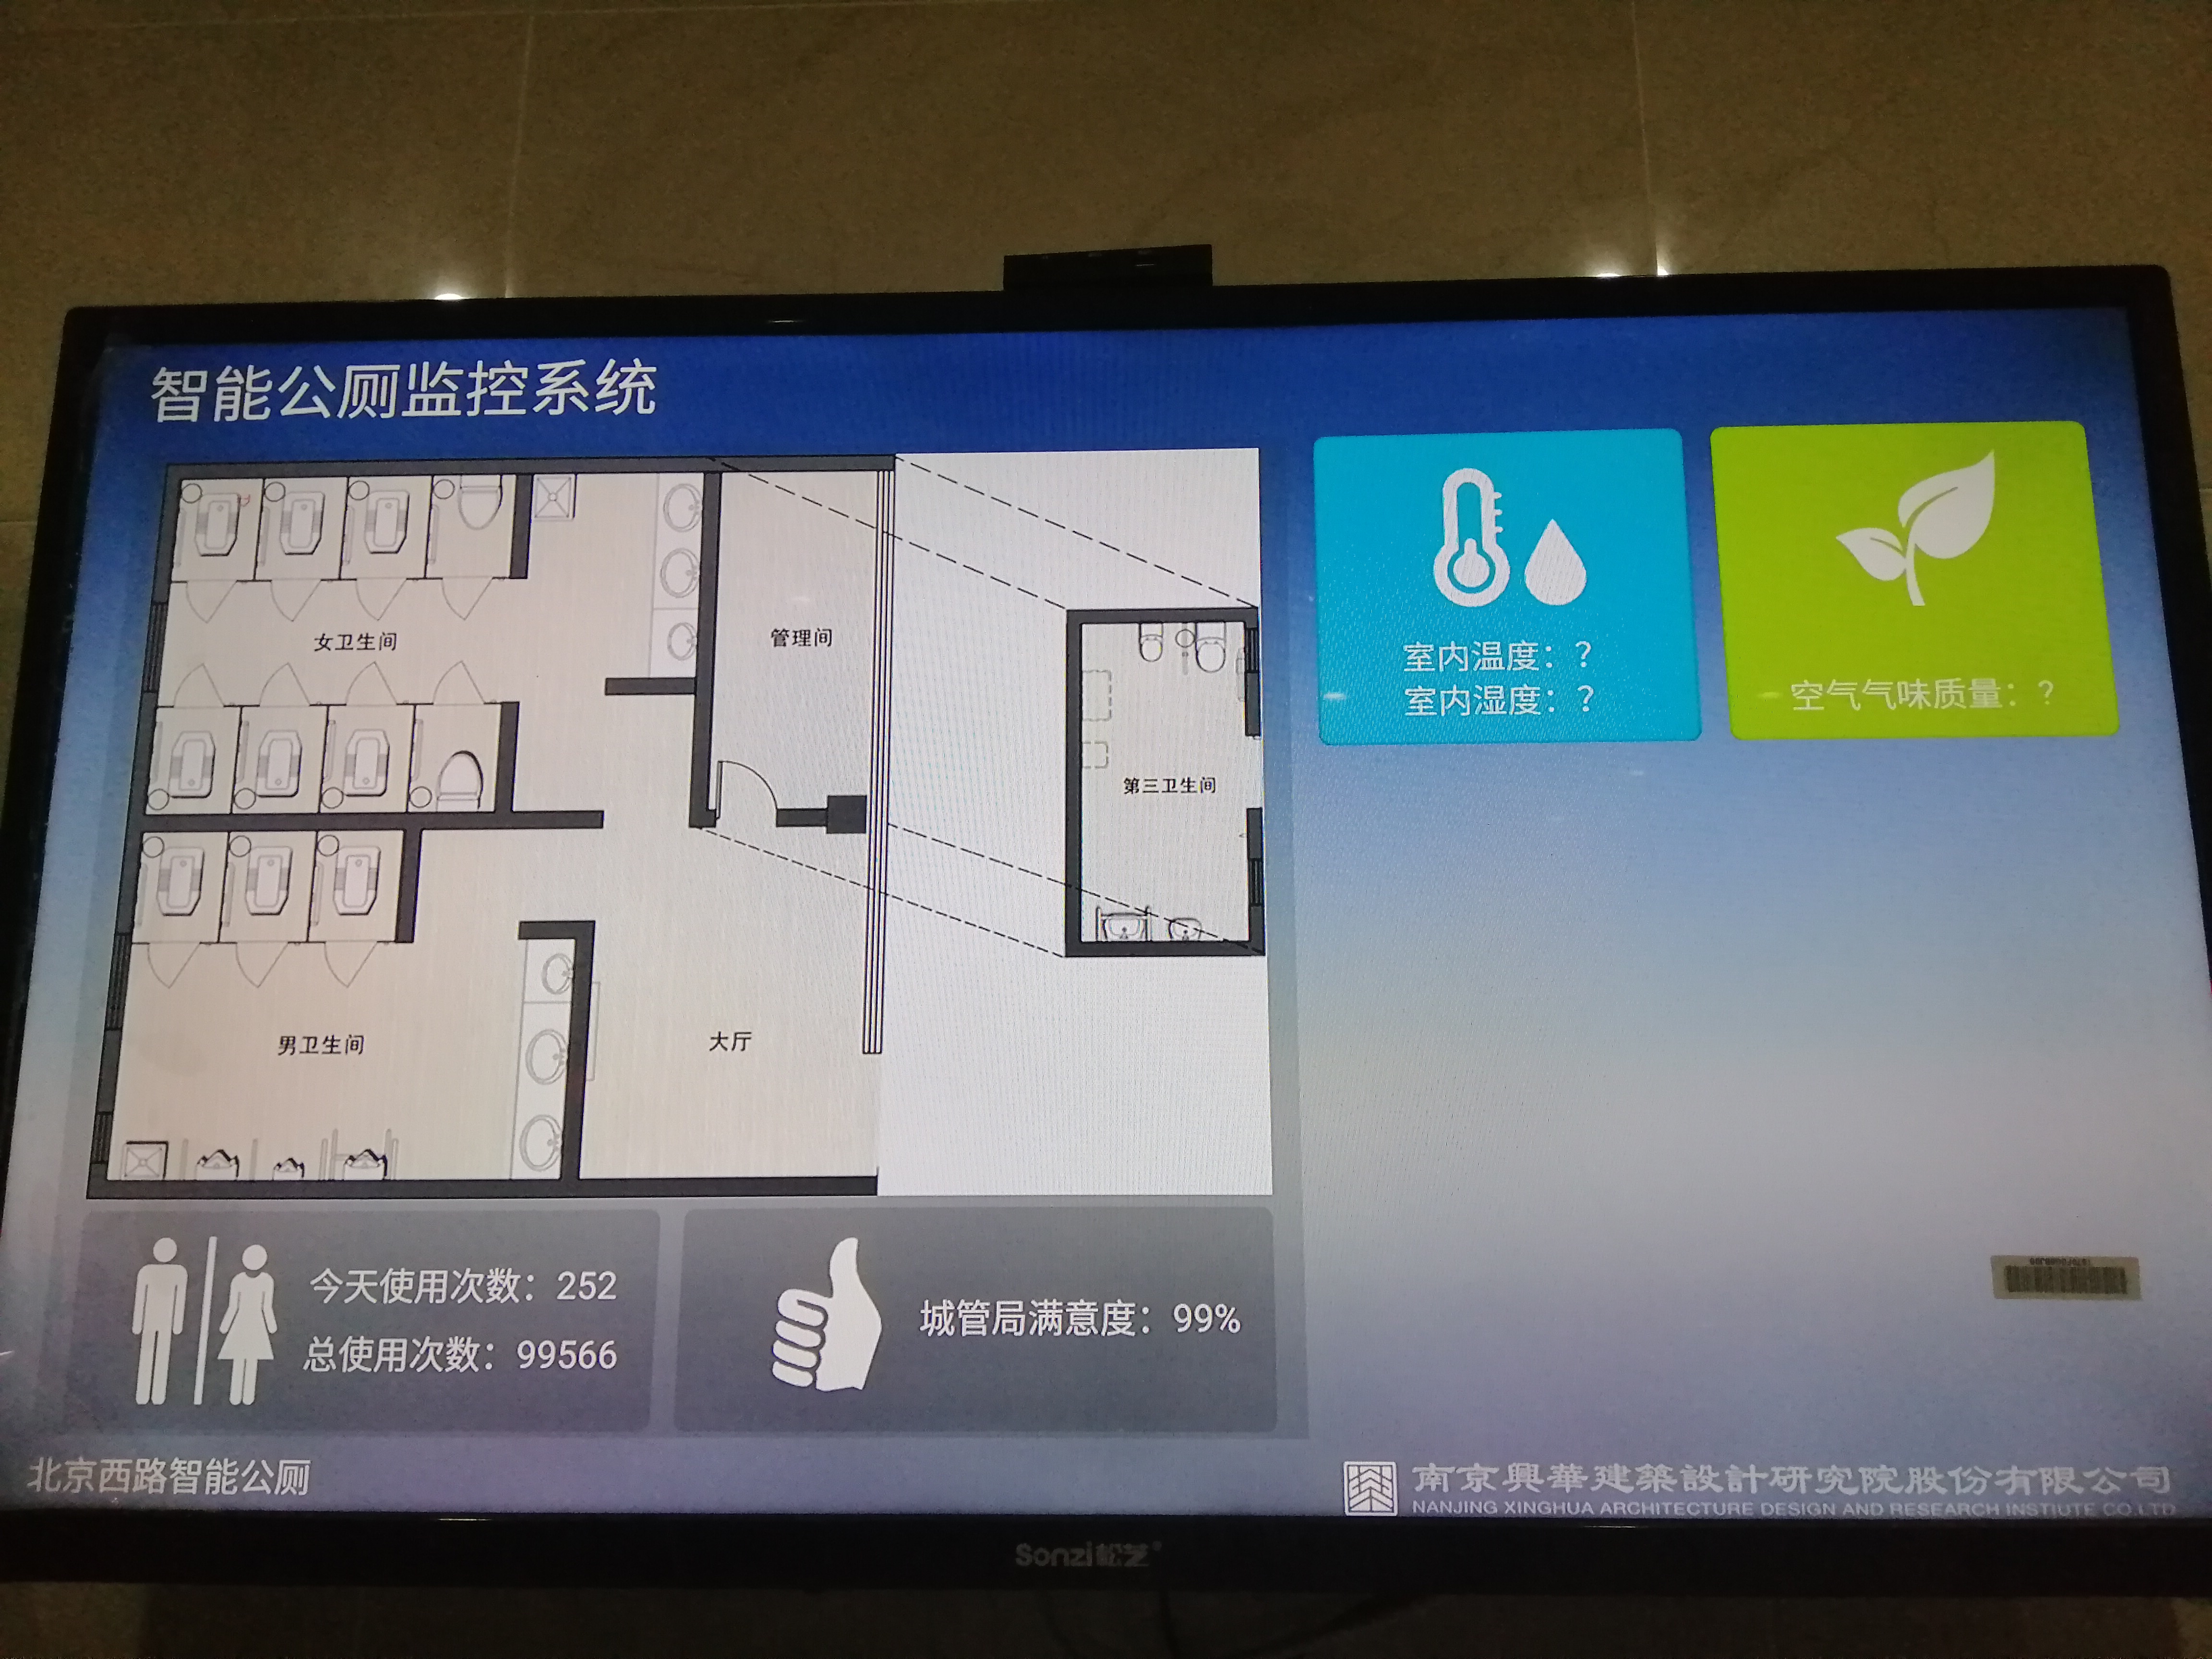 智能公厕监控系统
女卫生间
管理间
第三卫生间
男卫生间
大厅
室内温度：？
室内湿度：？
空气气味质量：？
今天使用次数：252
总使用次数：99566
城管局满意度：99%
北京西路智能公厕
南京興華建築設計研究院股份有限公司
NANJING XINGHUA ARCHITECTURE DESIGN AND RESEARCH INSTIUTE CO.LTD
Sonzi松芝